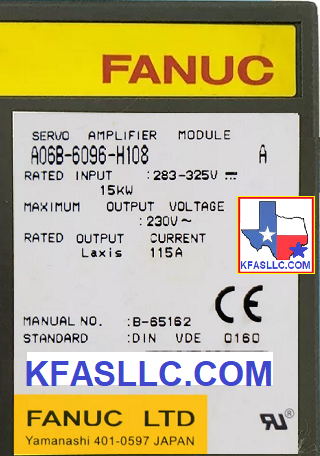 FANUC
SERVO AMPLIFIER MODULE
A06B-6096-H108 A
RATED INPUT :283-325V ⎓
15kW
MAXIMUM OUTPUT VOLTAGE
:230V~
RATED OUTPUT CURRENT
Laxis 115A
KFASLLC.COM
CE
MANUAL NO. :B-65162
STANDARD :DIN VDE 0160
KFASLLC.COM
FANUC LTD
Yamanashi 401-0597 JAPAN
RU®